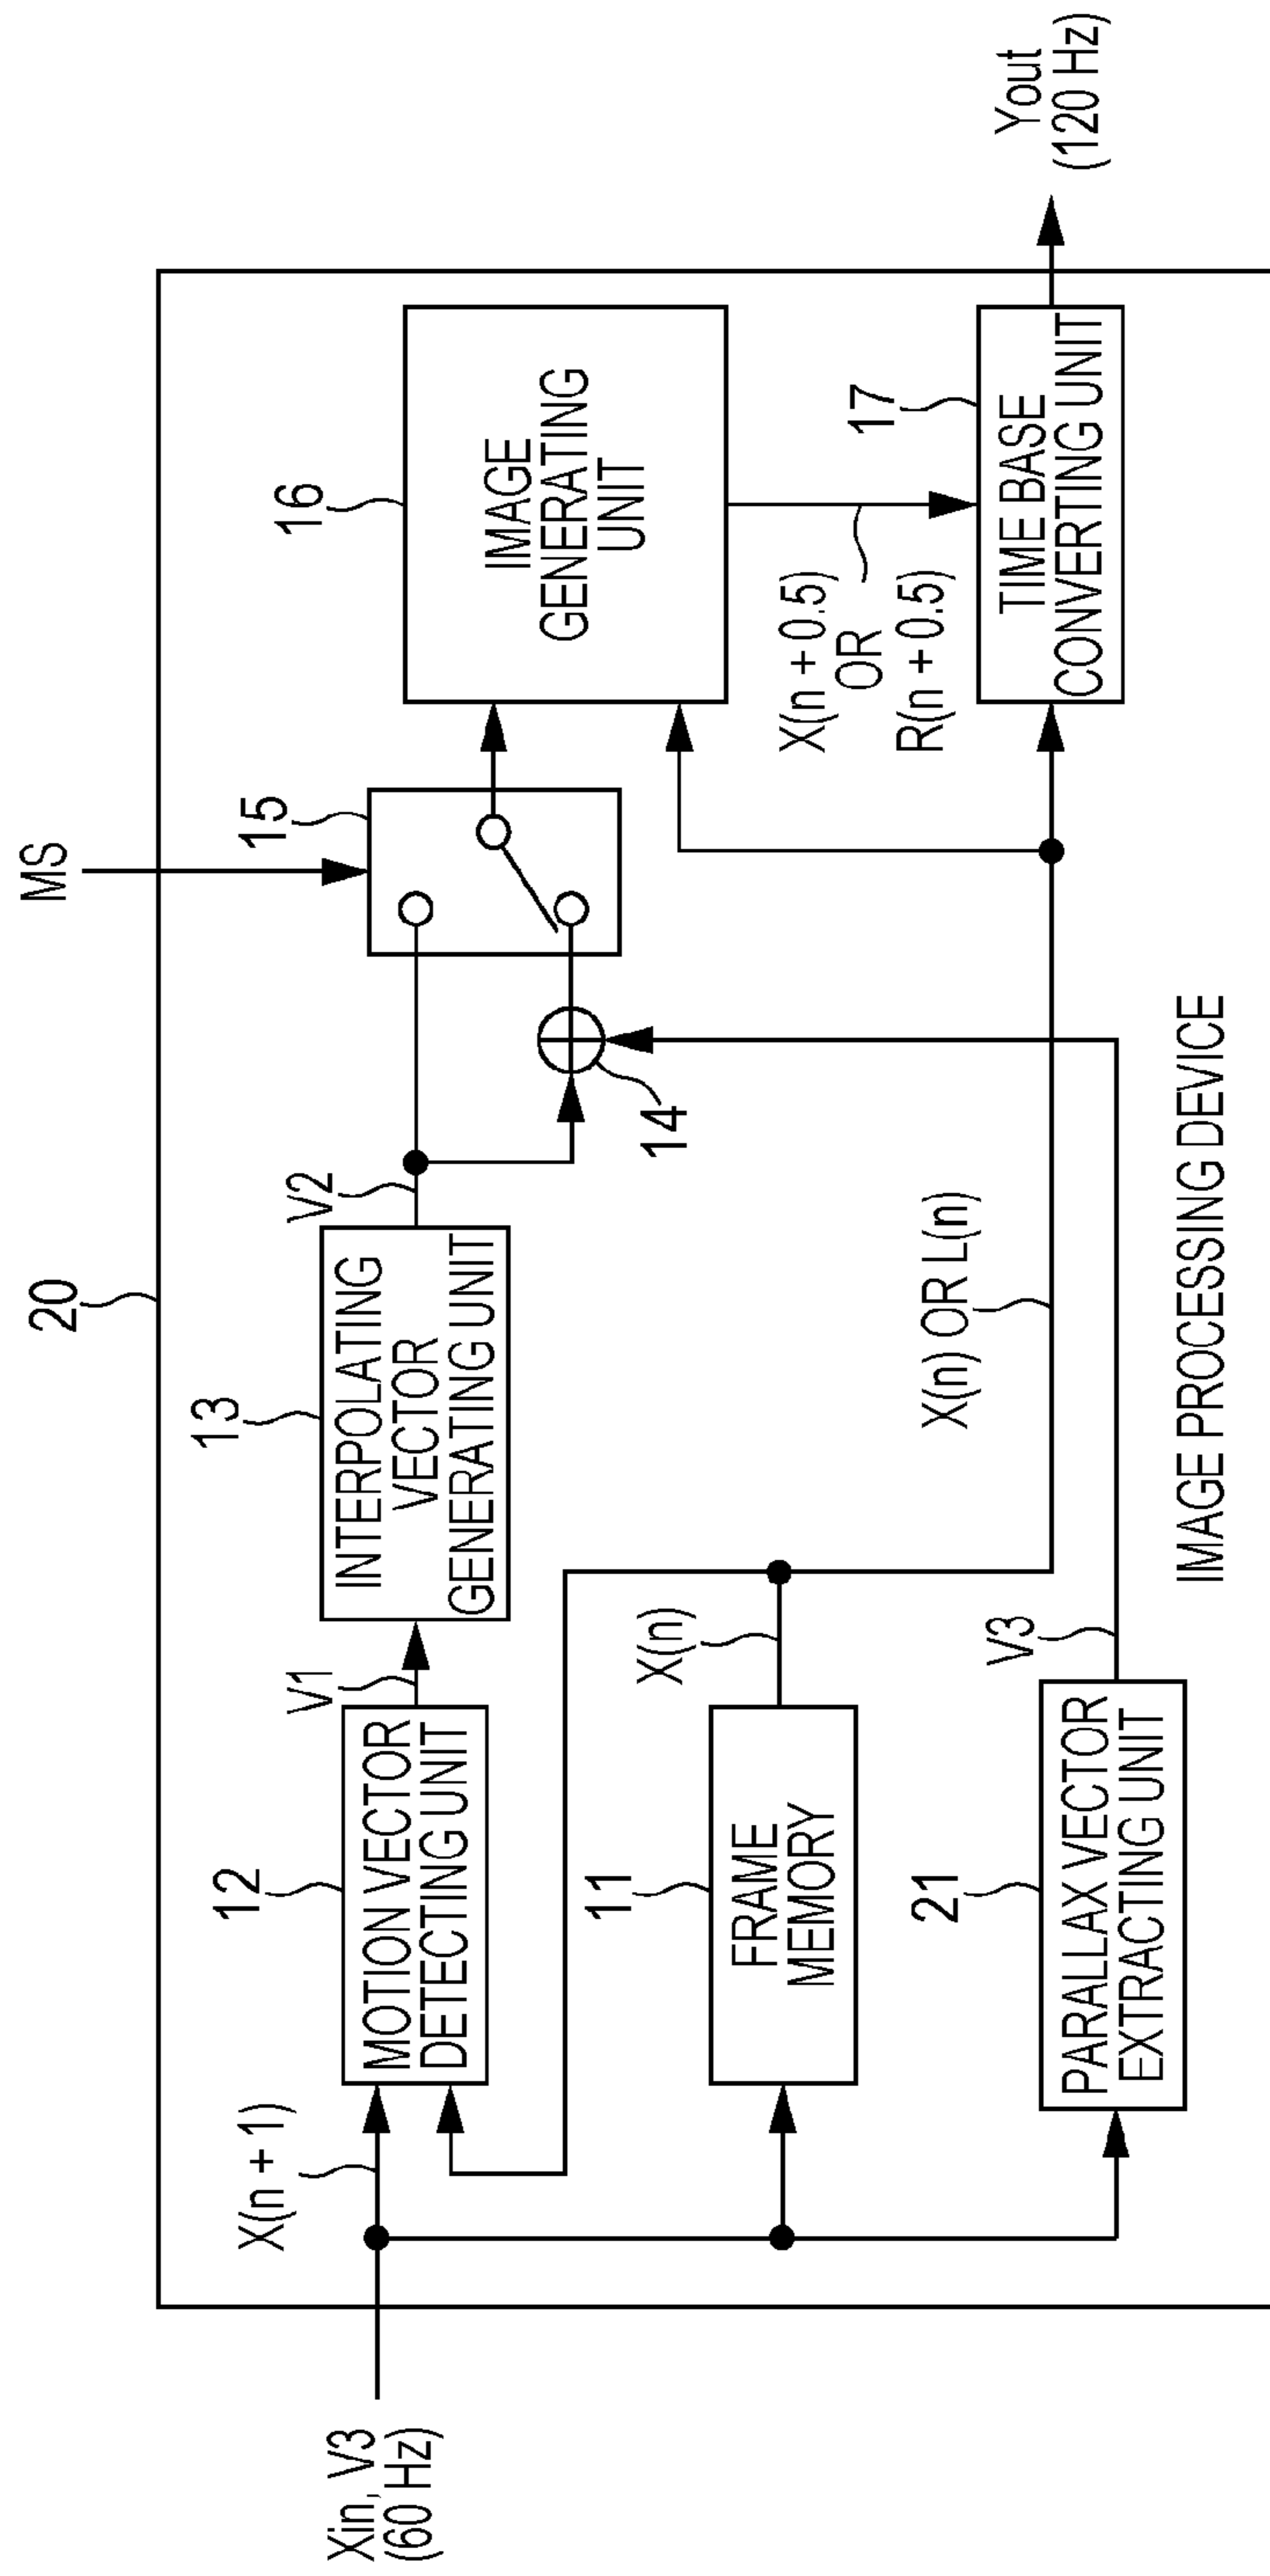 20
MS
Xin, V3
(60 Hz)
X(n + 1)
12
MOTION VECTOR
DETECTING UNIT
V1
13
INTERPOLATING
VECTOR
GENERATING UNIT
V2
14
15
16
IMAGE
GENERATING
UNIT
11
FRAME
MEMORY
X(n)
X(n) OR L(n)
X(n + 0.5)
OR
R(n + 0.5)
17
TIME BASE
CONVERTING UNIT
Yout
(120 Hz)
21
PARALLAX VECTOR
EXTRACTING UNIT
V3
IMAGE PROCESSING DEVICE